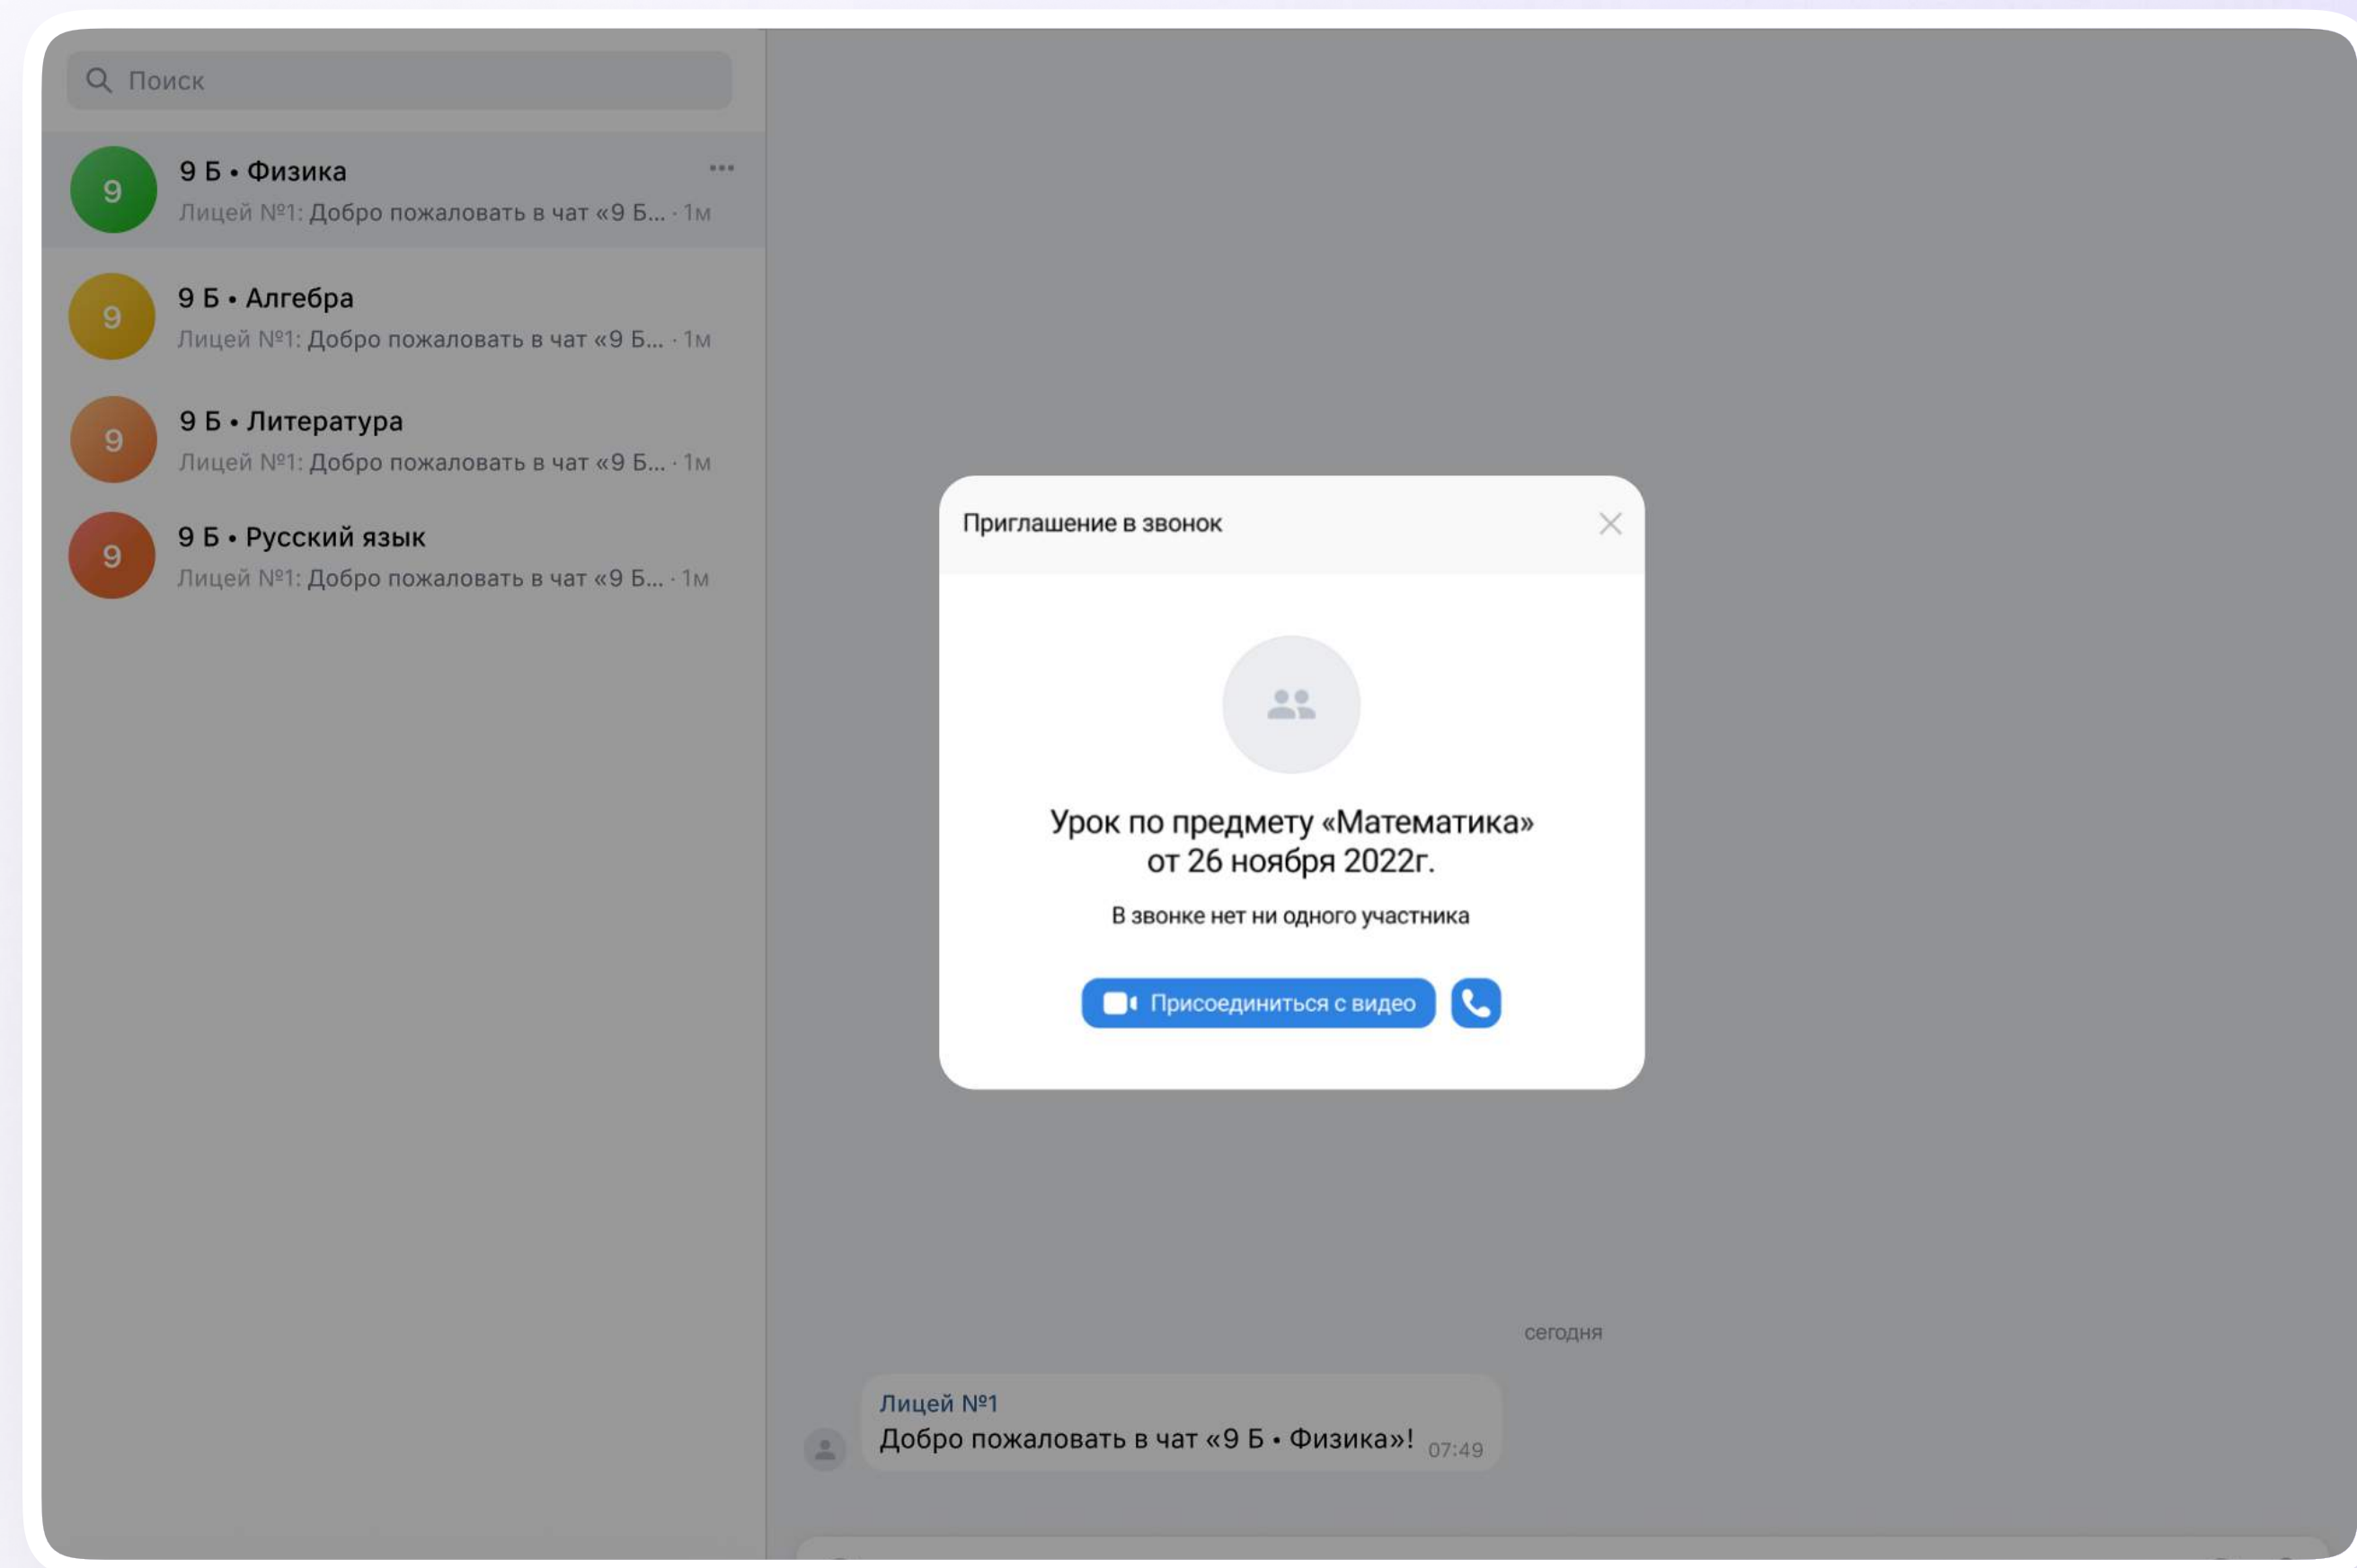 Поиск
9
9 Б • Физика
Лицей №1: Добро пожаловать в чат «9 Б... · 1м
9
9 Б • Алгебра
Лицей №1: Добро пожаловать в чат «9 Б... · 1м
9
9 Б • Литература
Лицей №1: Добро пожаловать в чат «9 Б... · 1м
9
9 Б • Русский язык
Лицей №1: Добро пожаловать в чат «9 Б... · 1м
Приглашение в звонок
Урок по предмету «Математика»
от 26 ноября 2022г.
В звонке нет ни одного участника
Присоединиться с видео
сегодня
Лицей №1
Добро пожаловать в чат «9 Б • Физика»! 07:49